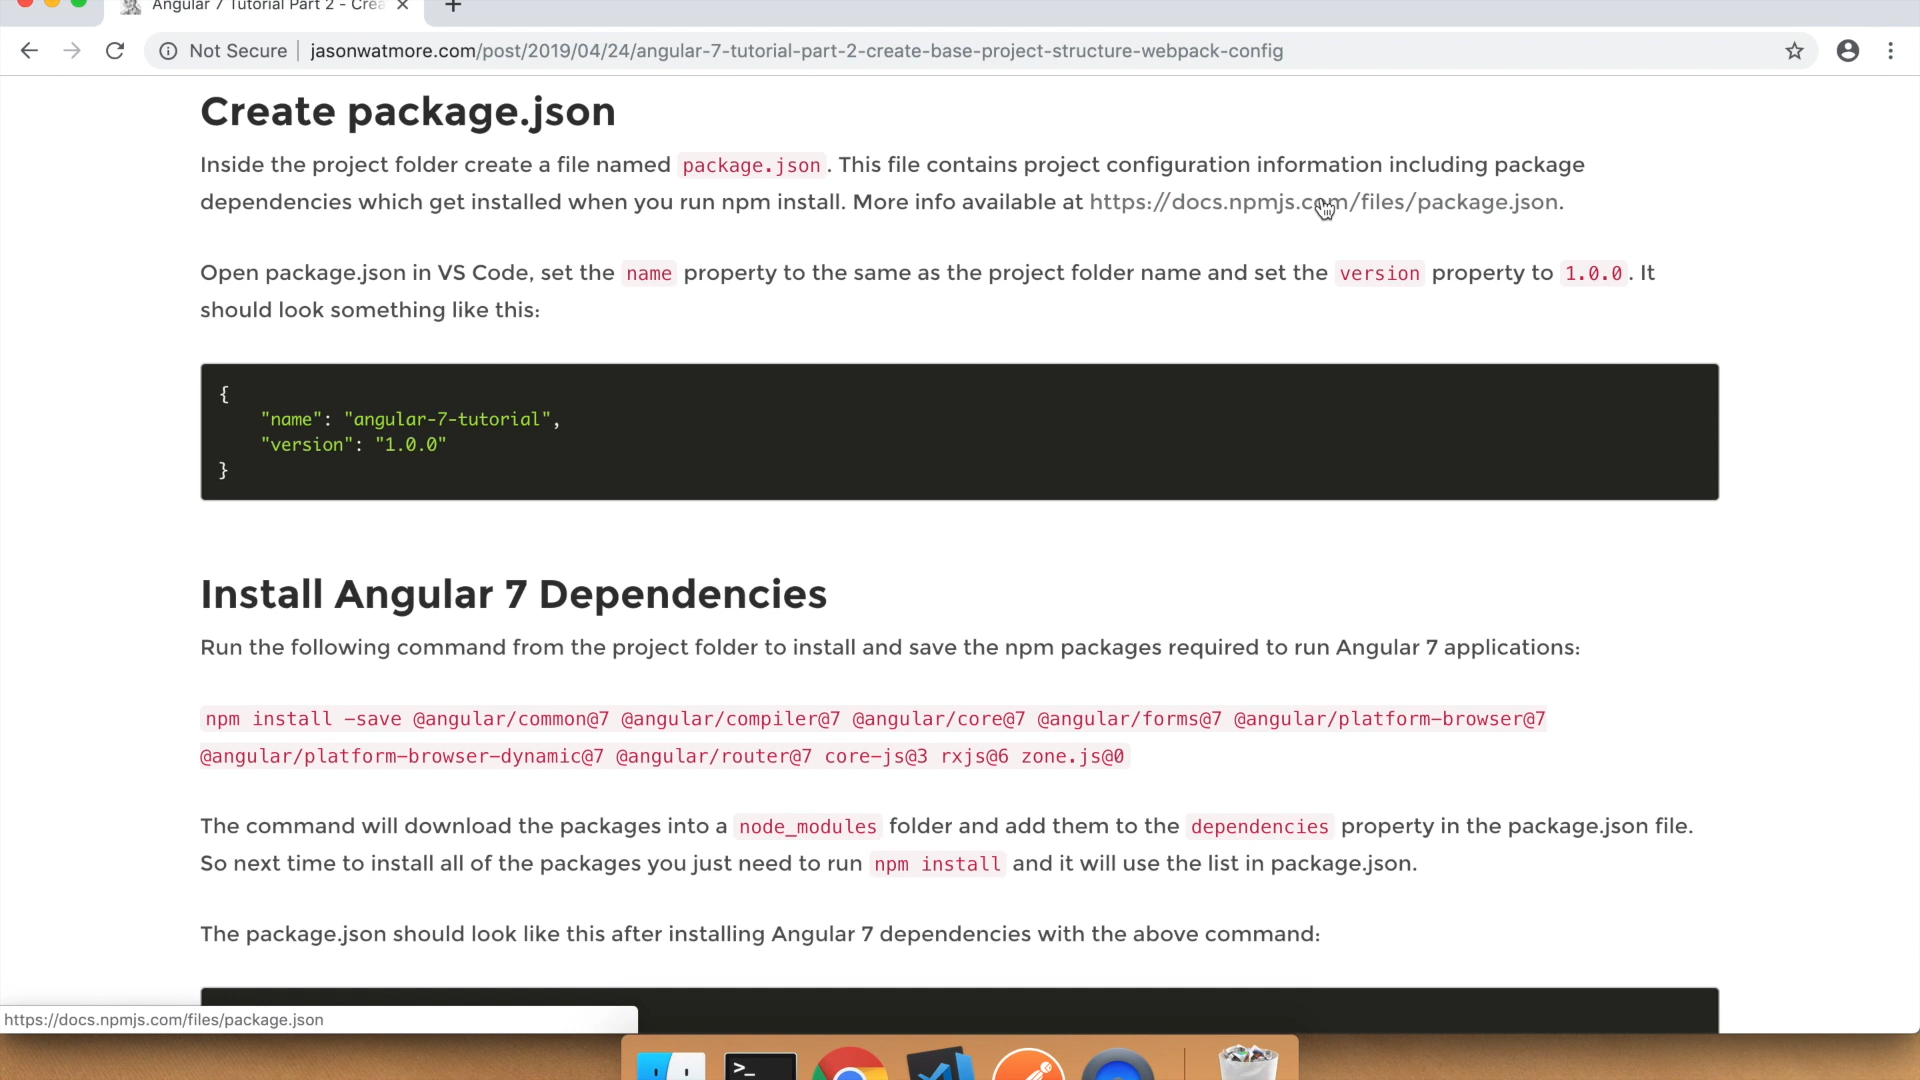 Angular 7 Tutorial Part 2 - Crea
Not Secure | jasonwatmore.com/post/2019/04/24/angular-7-tutorial-part-2-create-base-project-structure-webpack-config
Create package.json
Inside the project folder create a file named package.json. This file contains project configuration information including package
dependencies which get installed when you run npm install. More info available at https://docs.npmjs.com/files/package.json.
Open package.json in VS Code, set the name property to the same as the project folder name and set the version property to 1.0.0. It
should look something like this:
{
"name": "angular-7-tutorial",
"version": "1.0.0"
}
Install Angular 7 Dependencies
Run the following command from the project folder to install and save the npm packages required to run Angular 7 applications:
npm install –save @angular/common@7 @angular/compiler@7 @angular/core@7 @angular/forms@7 @angular/platform-browser@7
@angular/platform-browser-dynamic@7 @angular/router@7 core-js@3 rxjs@6 zone.js@0
The command will download the packages into a node_modules folder and add them to the dependencies property in the package.json file.
So next time to install all of the packages you just need to run npm install and it will use the list in package.json.
The package.json should look like this after installing Angular 7 dependencies with the above command:
https://docs.npmjs.com/files/package.json
>_